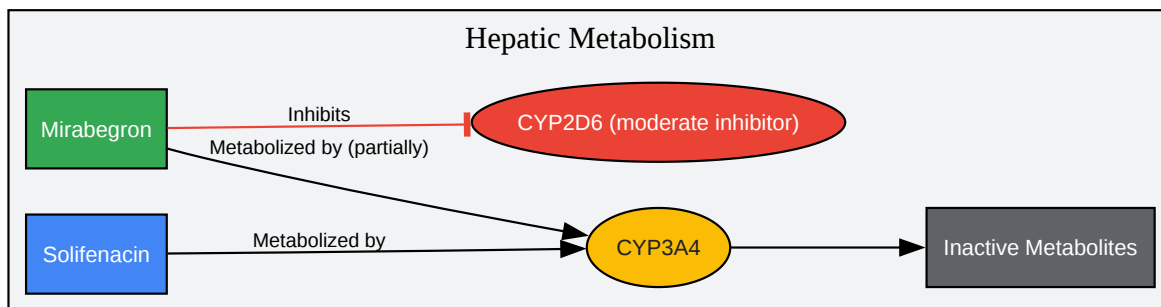 Hepatic Metabolism
Mirabegron
Inhibits
CYP2D6 (moderate inhibitor)
Metabolized by (partially)
Solifenacin
Metabolized by
CYP3A4
Inactive Metabolites